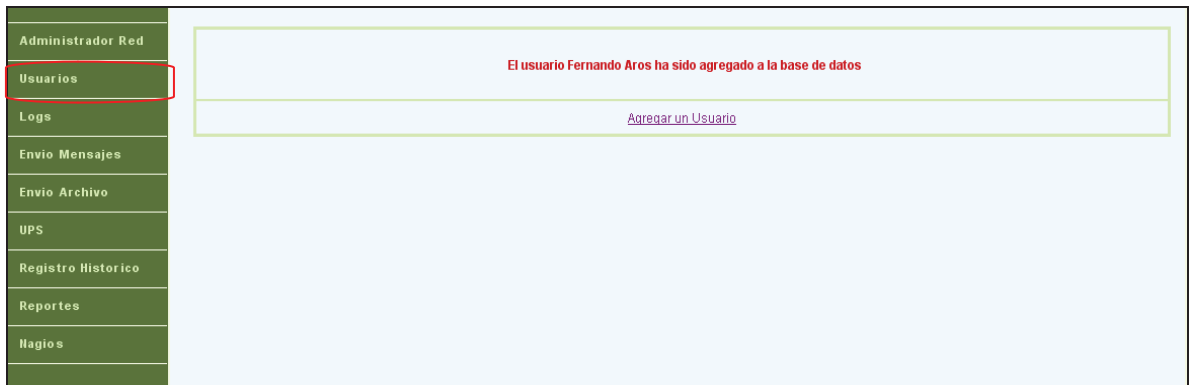 Administrador Red
Usuarios
Logs
Envio Mensajes
Envio Archivo
UPS
Registro Historico
Reportes
Nagios
El usuario Fernando Aros ha sido agregado a la base de datos
Agregar un Usuario